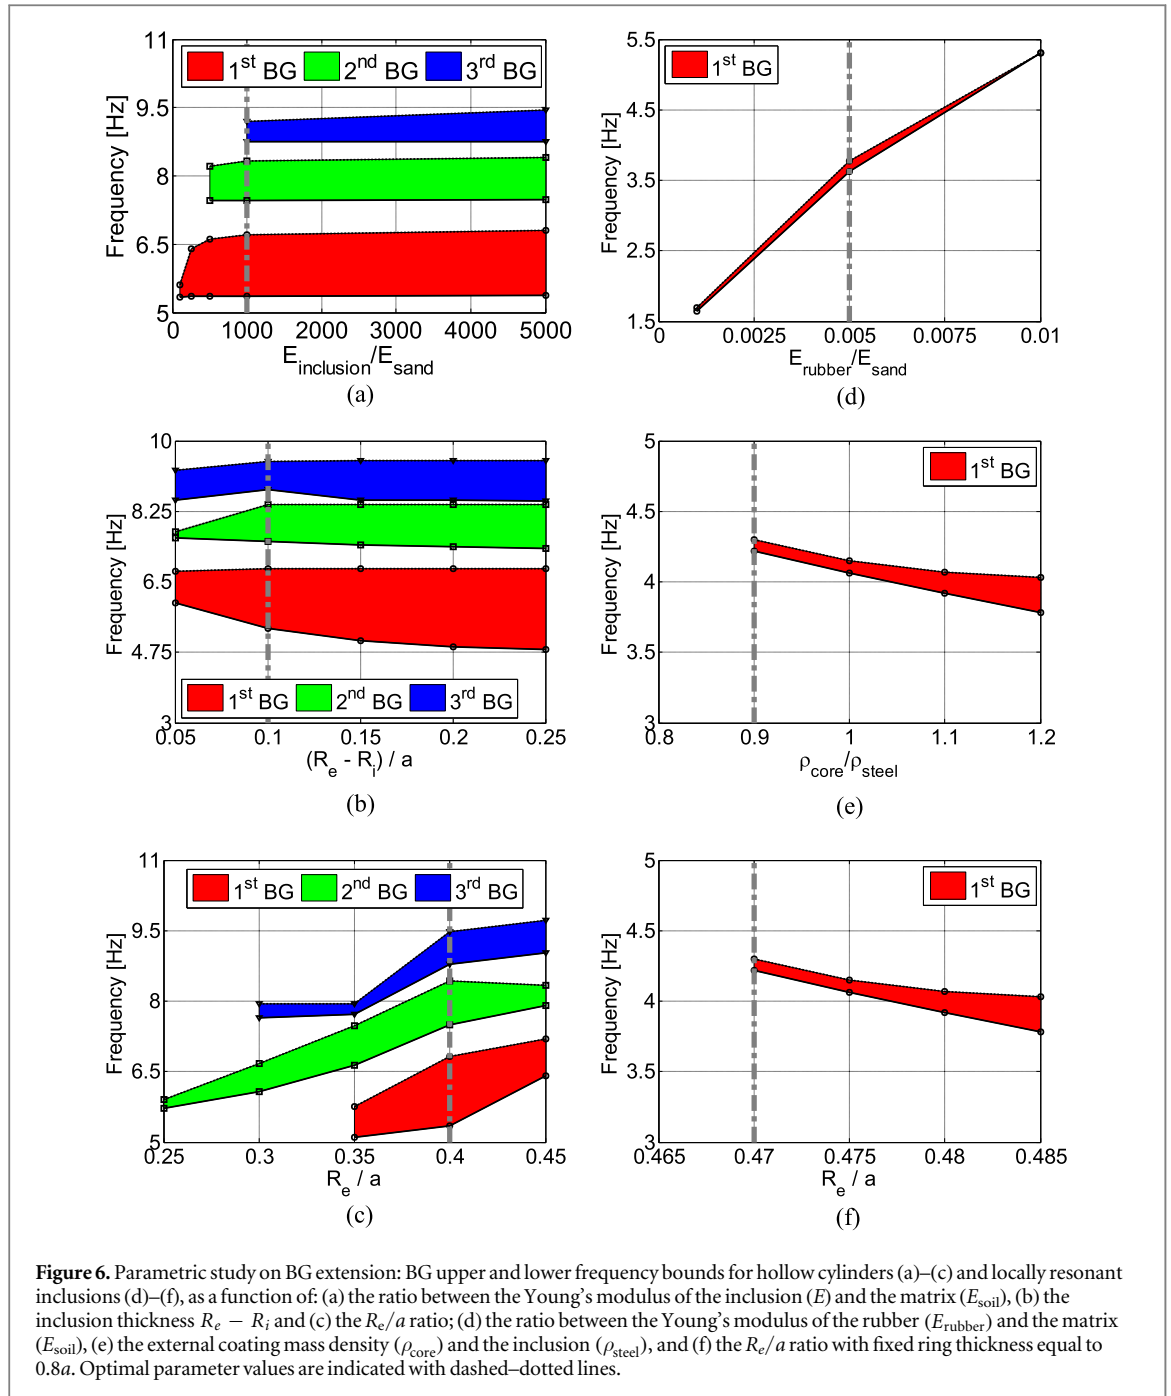 11
9.5
8
6.5
5
Frequency [Hz]
1st BG 2nd BG 3rd BG
0 1000 2000 3000 4000 5000
Einclusion/Esand
(a)
5.5
4.5
3.5
2.5
1.5
Frequency [Hz]
1st BG
0 0.0025 0.005 0.0075 0.01
Erubber/Esand
(d)
10
8.25
6.5
4.75
3
Frequency [Hz]
1st BG 2nd BG 3rd BG
0.05 0.1 0.15 0.2 0.25
(Re - Ri) / a
(b)
5
4.5
4
3.5
3
Frequency [Hz]
1st BG
0.8 0.9 1 1.1 1.2
ρcore/ρsteel
(e)
11
9.5
8
6.5
5
Frequency [Hz]
1st BG 2nd BG 3rd BG
0.25 0.3 0.35 0.4 0.45
Re / a
(c)
5
4.5
4
3.5
3
Frequency [Hz]
1st BG
0.465 0.47 0.475 0.48 0.485
Re / a
(f)
Figure 6. Parametric study on BG extension: BG upper and lower frequency bounds for hollow cylinders (a)–(c) and locally resonant
inclusions (d)–(f), as a function of: (a) the ratio between the Young's modulus of the inclusion (E) and the matrix (Esoil), (b) the
inclusion thickness Re − Ri and (c) the Re/a ratio; (d) the ratio between the Young's modulus of the rubber (Erubber) and the matrix
(Esoil), (e) the external coating mass density (ρcore) and the inclusion (ρsteel), and (f) the Re/a ratio with fixed ring thickness equal to
0.8a. Optimal parameter values are indicated with dashed–dotted lines.